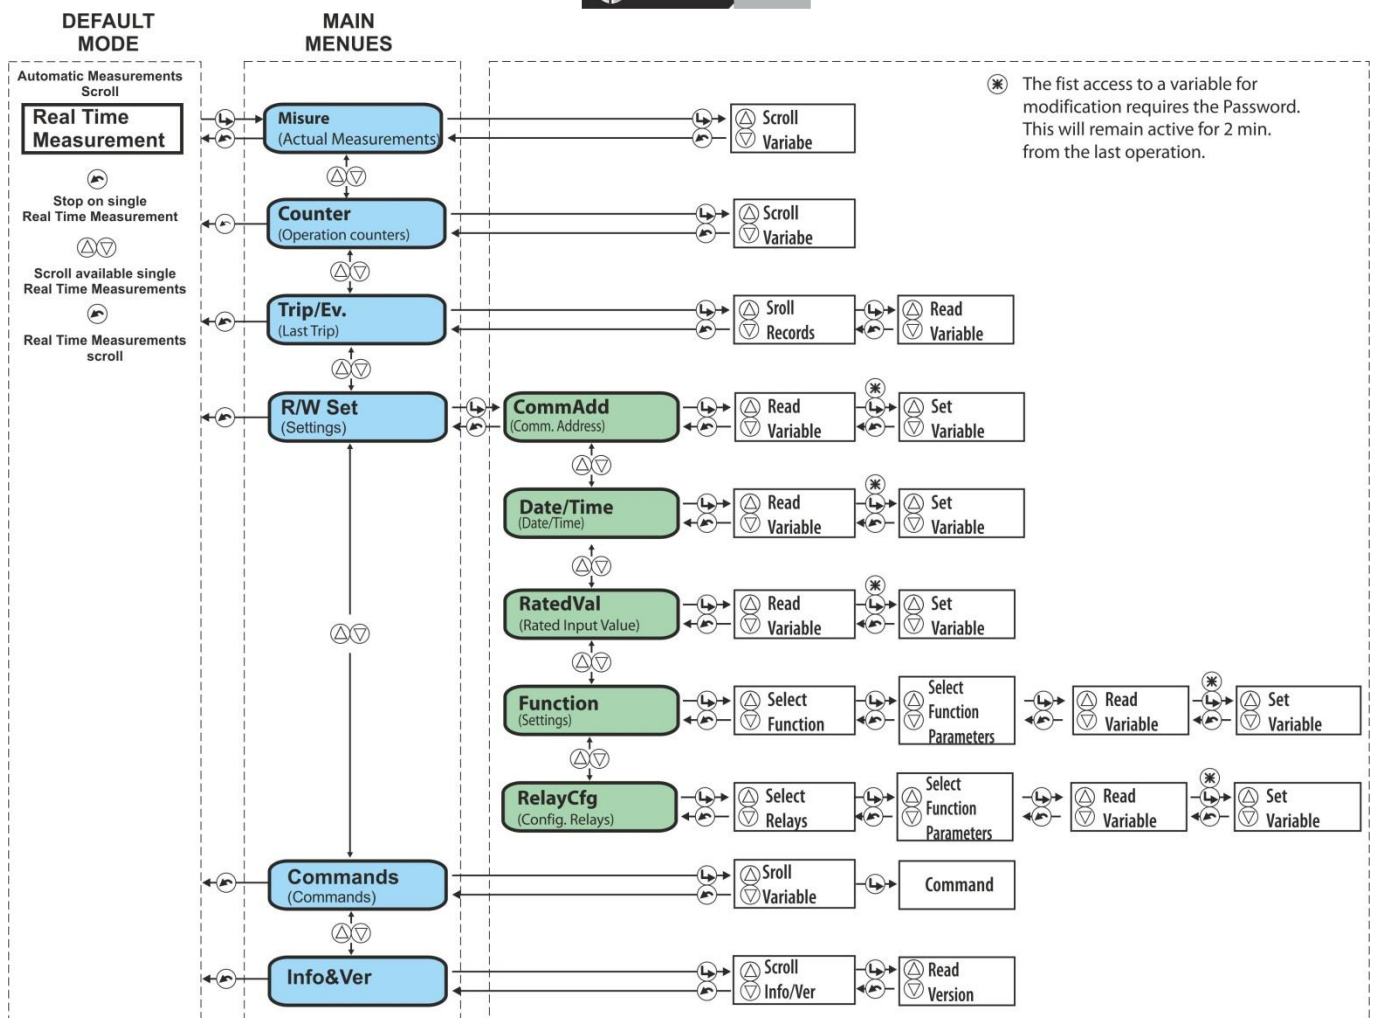 DEFAULT
MODE
MAIN
MENUES
Automatic Measurements
Scroll
Real Time
Measurement
Stop on single
Real Time Measurement
Scroll available single
Real Time Measurements
Real Time Measurements
scroll
The fist access to a variable for
modification requires the Password.
This will remain active for 2 min.
from the last operation.
Misure
(Actual Measurements)
Scroll
Variabe
Counter
(Operation counters)
Scroll
Variabe
Trip/Ev.
(Last Trip)
Sroll
Records
Read
Variable
R/W Set
(Settings)
CommAdd
(Comm. Address)
Read
Variable
Set
Variable
Date/Time
(Date/Time)
Read
Variable
Set
Variable
RatedVal
(Rated Input Value)
Read
Variable
Set
Variable
Function
(Settings)
Select
Function
Select
Function
Parameters
Read
Variable
Set
Variable
RelayCfg
(Config. Relays)
Select
Relays
Select
Function
Parameters
Read
Variable
Set
Variable
Commands
(Commands)
Sroll
Variable
Command
Info&Ver
Scroll
Info/Ver
Read
Version